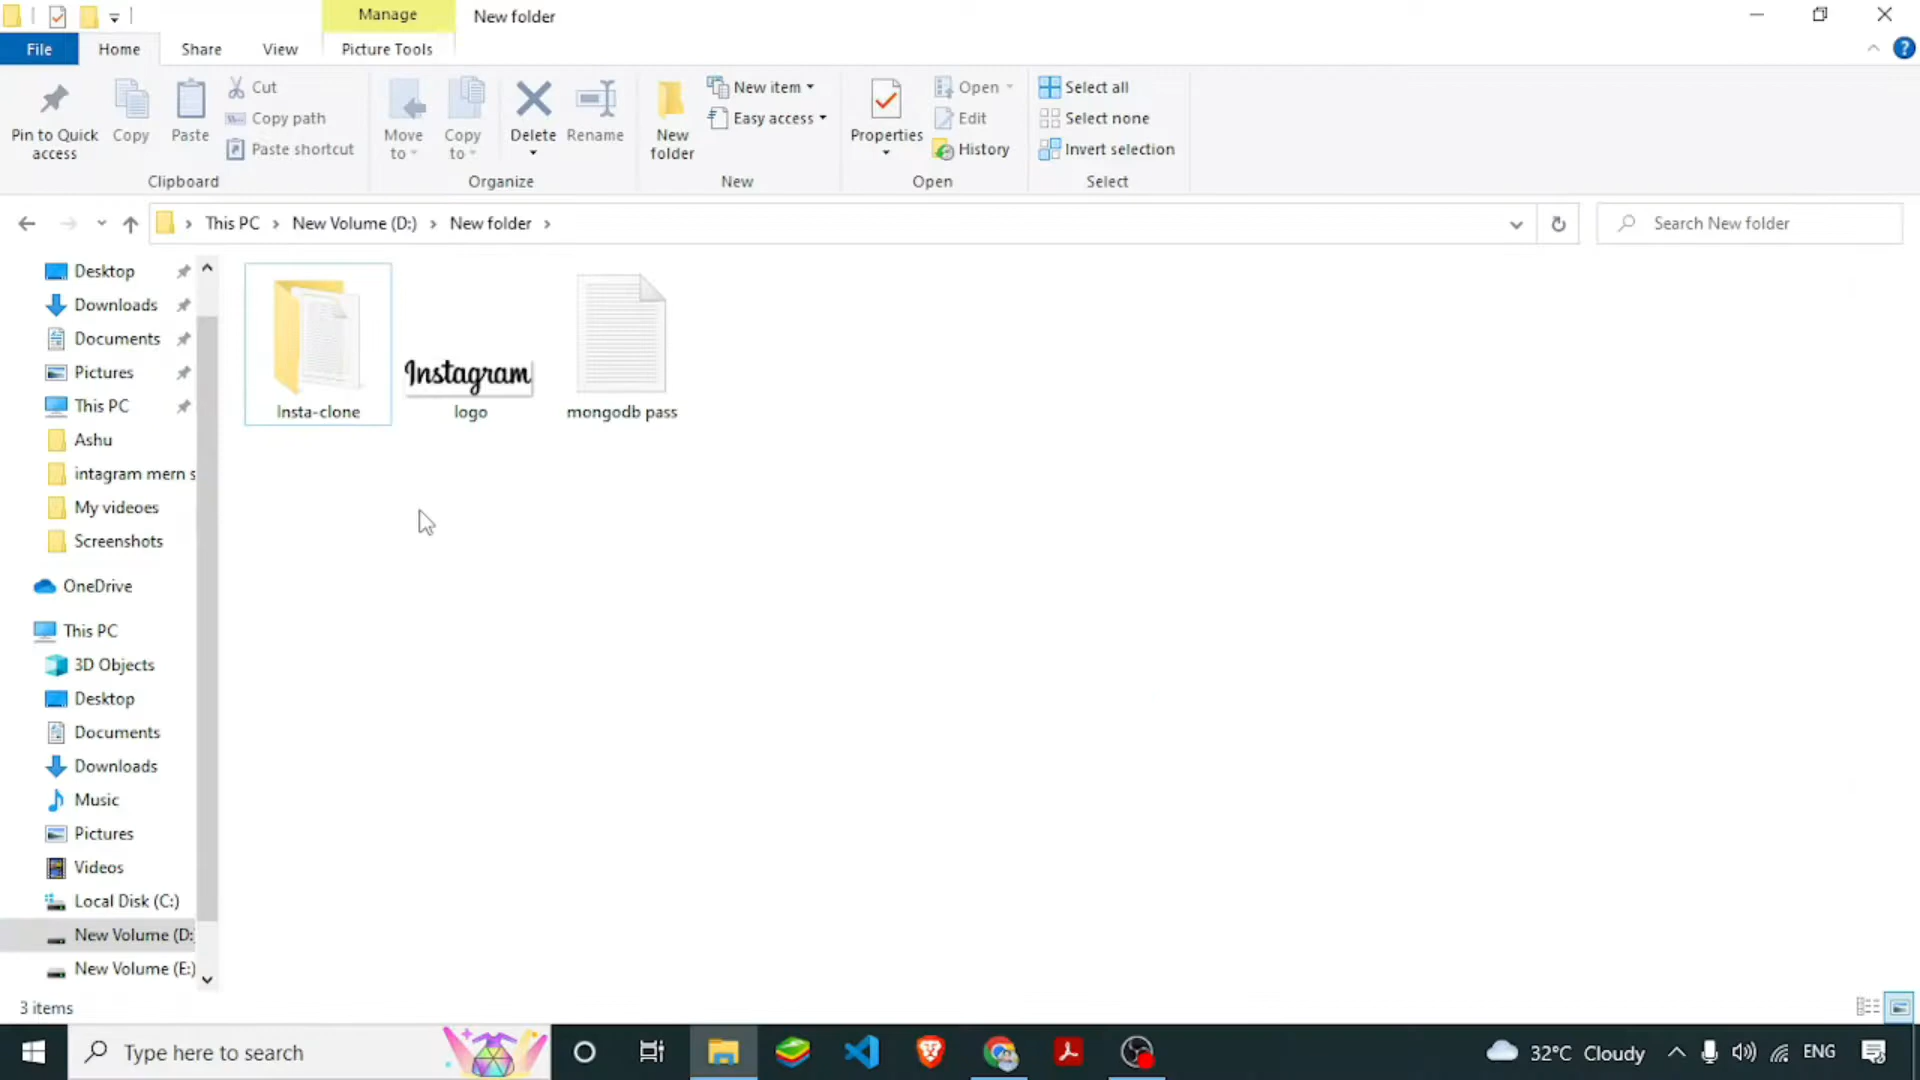 Manage
New folder
File
Home
Share
View
Picture Tools
Pin to Quick
access
Copy
Paste
Cut
Copy path
Paste shortcut
Clipboard
Move
to
Copy
to
Delete
Rename
Organize
New
folder
New item
Easy access
New
Properties
Open
Edit
History
Open
Select all
Select none
Invert selection
Select
This PC
New Volume (D:)
New folder
Search New folder
Desktop
Downloads
Documents
Pictures
This PC
Ashu
intagram mern s
My videoes
Screenshots
OneDrive
This PC
3D Objects
Desktop
Documents
Downloads
Music
Pictures
Videos
Local Disk (C:)
New Volume (D:
New Volume (E:)
Insta-clone
Instagram
logo
mongodb pass
3 items
Type here to search
32°C Cloudy
ENG